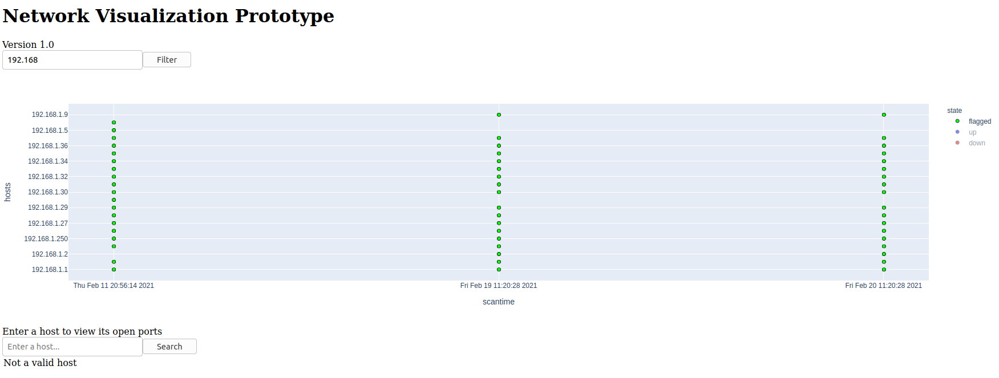 Network Visualization Prototype
Version 1.0
192.168
Filter
192.168.1.9
192.168.1.5
192.168.1.36
192.168.1.34
192.168.1.32
192.168.1.30
192.168.1.29
192.168.1.27
192.168.1.250
192.168.1.2
192.168.1.1
hosts
Thu Feb 11 20:56:14 2021
Fri Feb 19 11:20:28 2021
Fri Feb 20 11:20:28 2021
scantime
state
flagged
up
down
Enter a host to view its open ports
Enter a host...
Search
Not a valid host